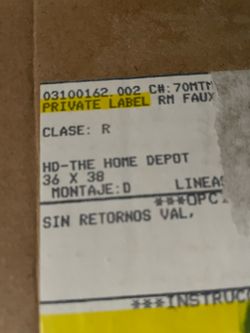 03100162.002 C#:70MTM
PRIVATE LABEL RM FAUX
CLASE: R
HD-THE HOME DEPOT
36 X 38
MONTAJE:D LINEA
***OPC
SIN RETORNOS VAL,
***INSTRUC